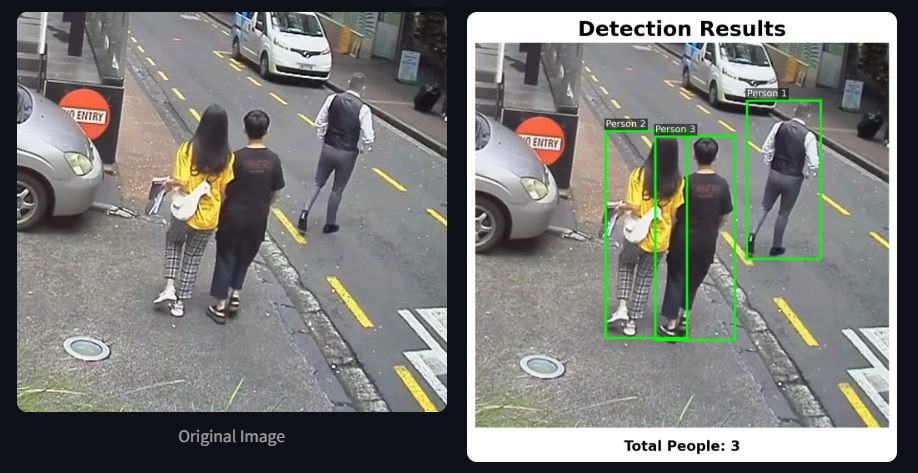 NO ENTRY
Original Image
Detection Results
Person 1
Person 2
Person 3
NO ENTRY
Total People: 3